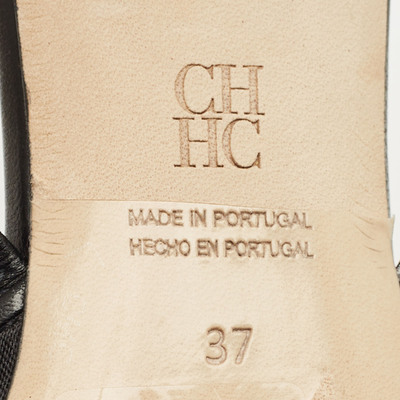 CH
HC
MADE IN PORTUGAL
HECHO EN PORTUGAL
37